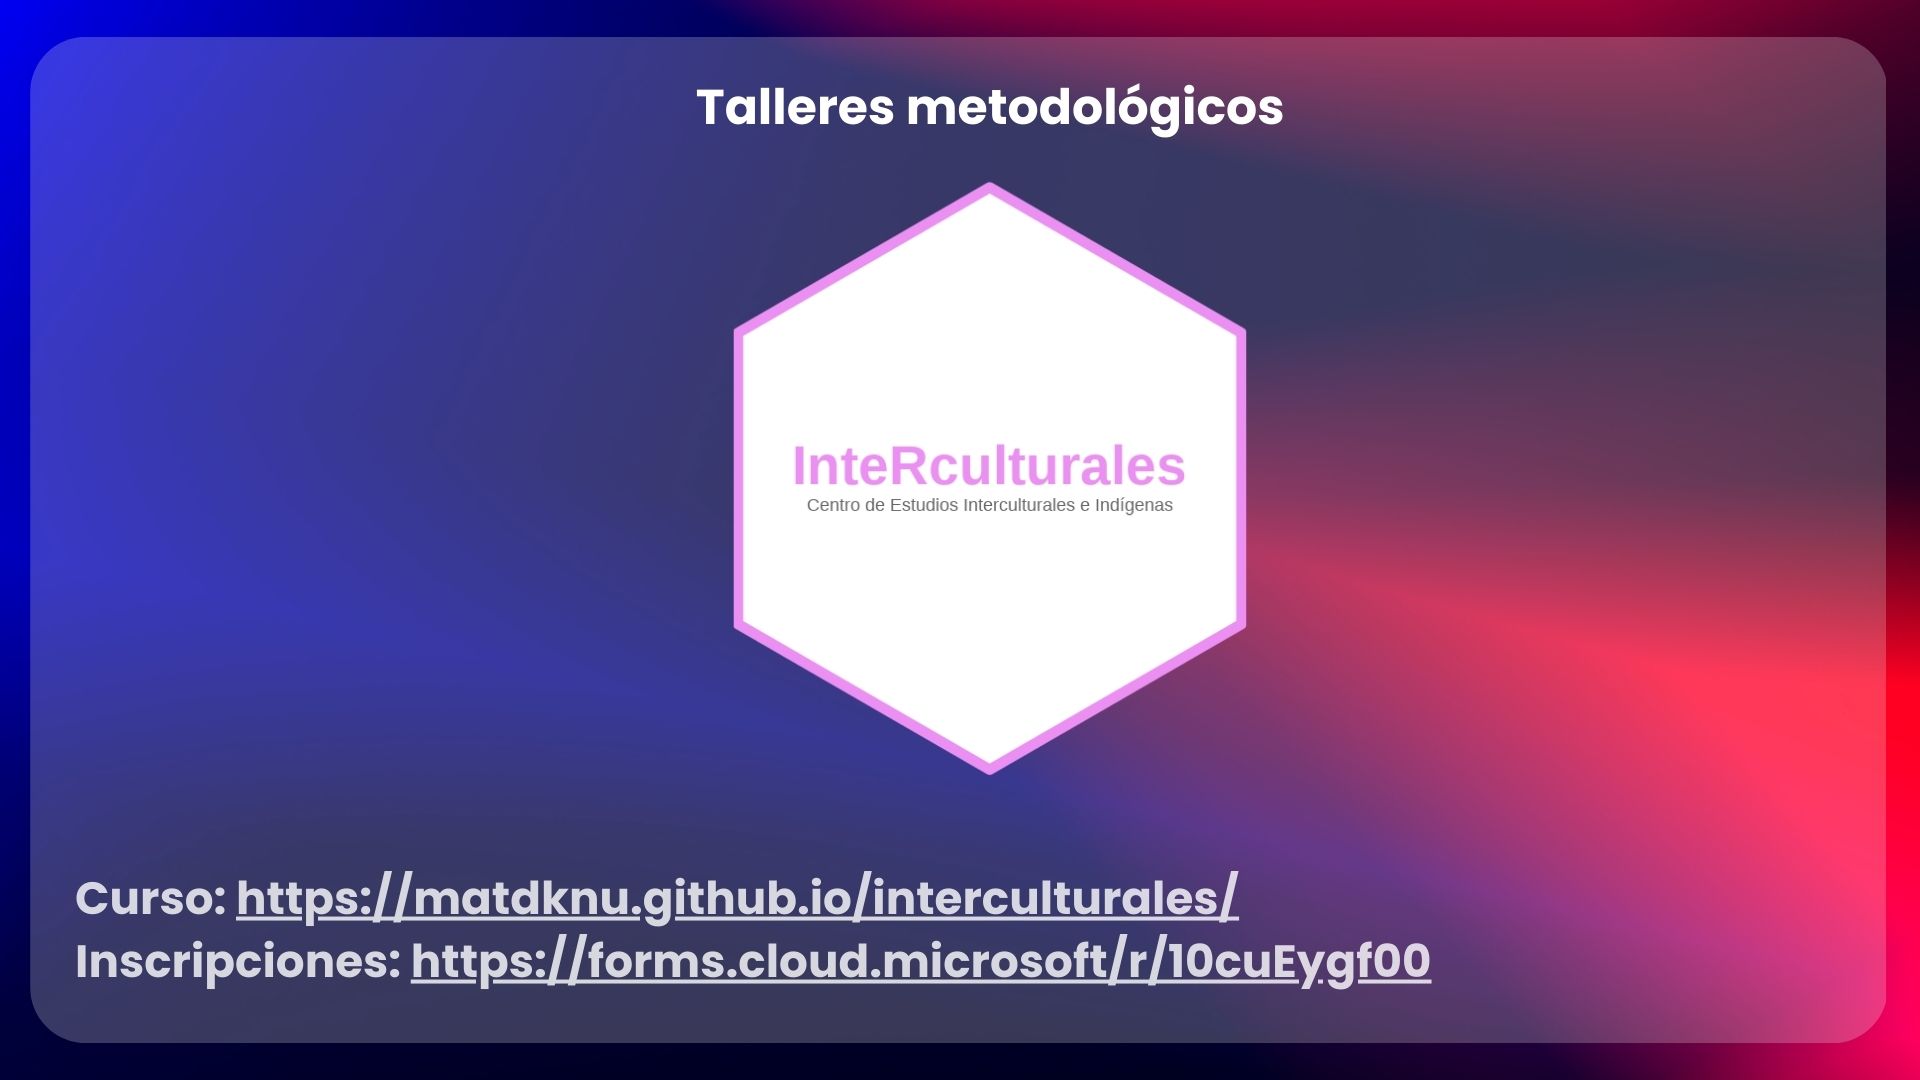 Talleres metodológicos
InteRculturales
Centro de Estudios Interculturales e Indígenas
Curso: https://matdknu.github.io/interculturales/
Inscripciones: https://forms.cloud.microsoft/r/10cuEygf00